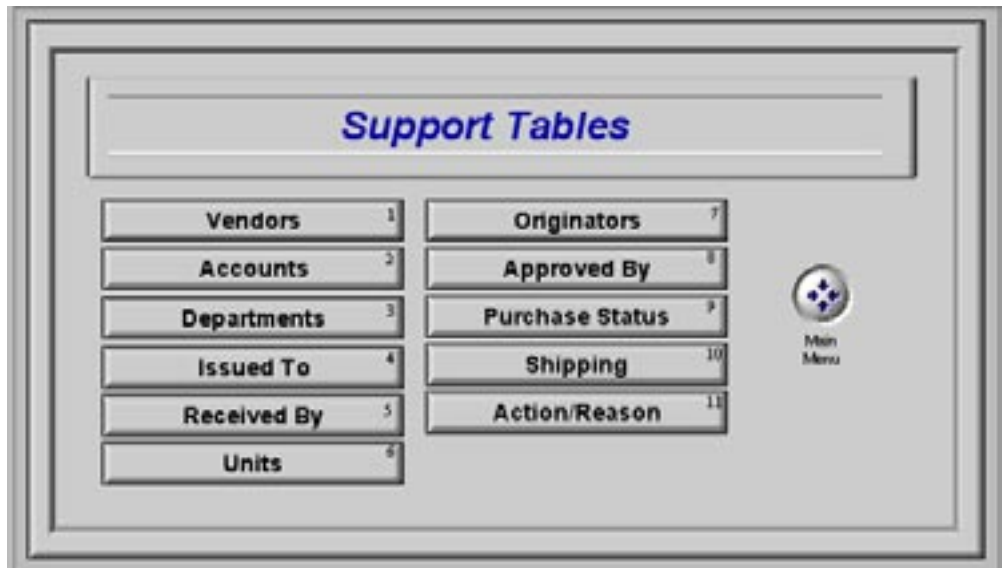 Support Tables
Vendors 1
Accounts 2
Departments 3
Issued To 4
Received By 5
Units 6
Originators 7
Approved By 8
Purchase Status 9
Shipping 10
Action/Reason 11
Main
Menu